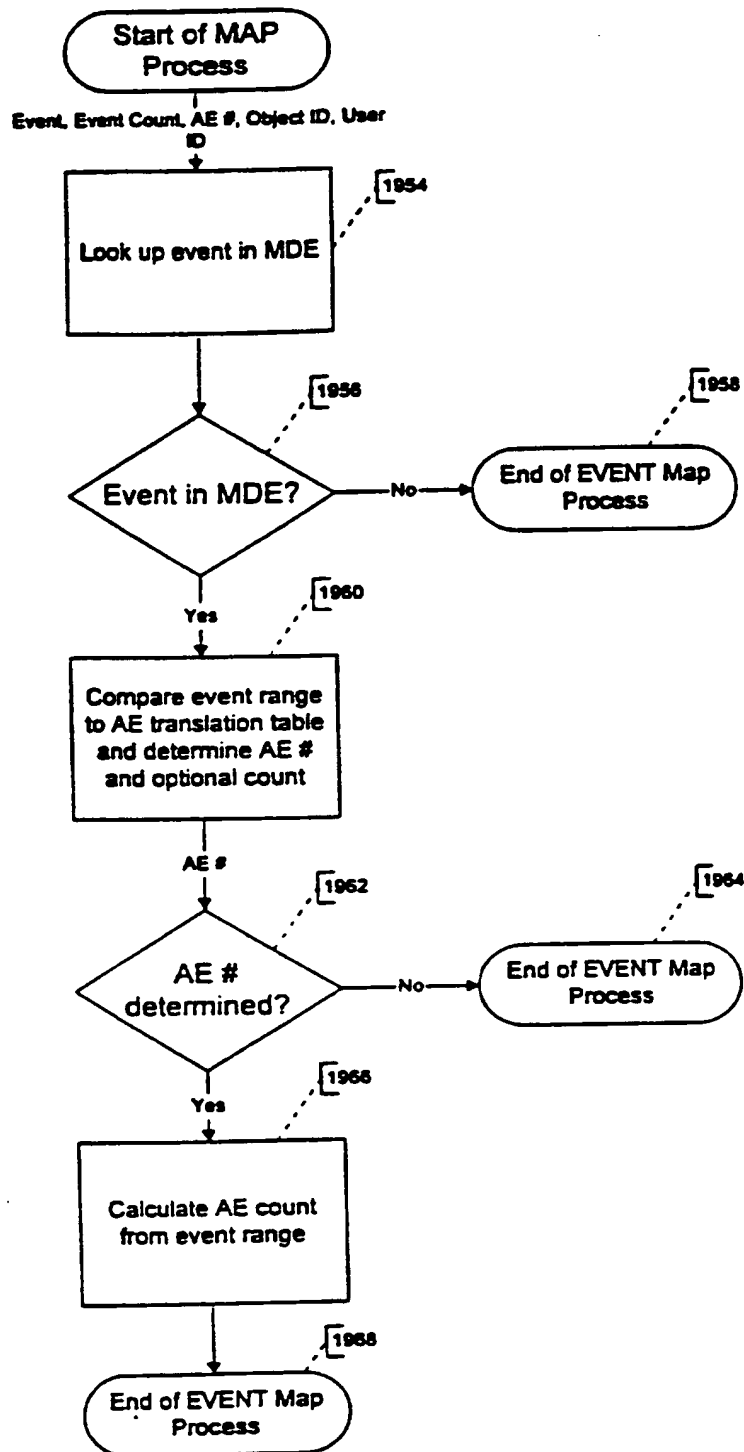 Start of MAP
Process
Event, Event Count, AE #, Object ID, User
ID
1954
Look up event in MDE
1956
1958
Event in MDE?
No
End of EVENT Map
Process
Yes
1960
Compare event range
to AE translation table
and determine AE #
and optional count
AE #
1962
1964
AE #
determined?
No
End of EVENT Map
Process
Yes
1966
Calculate AE count
from event range
1968
End of EVENT Map
Process